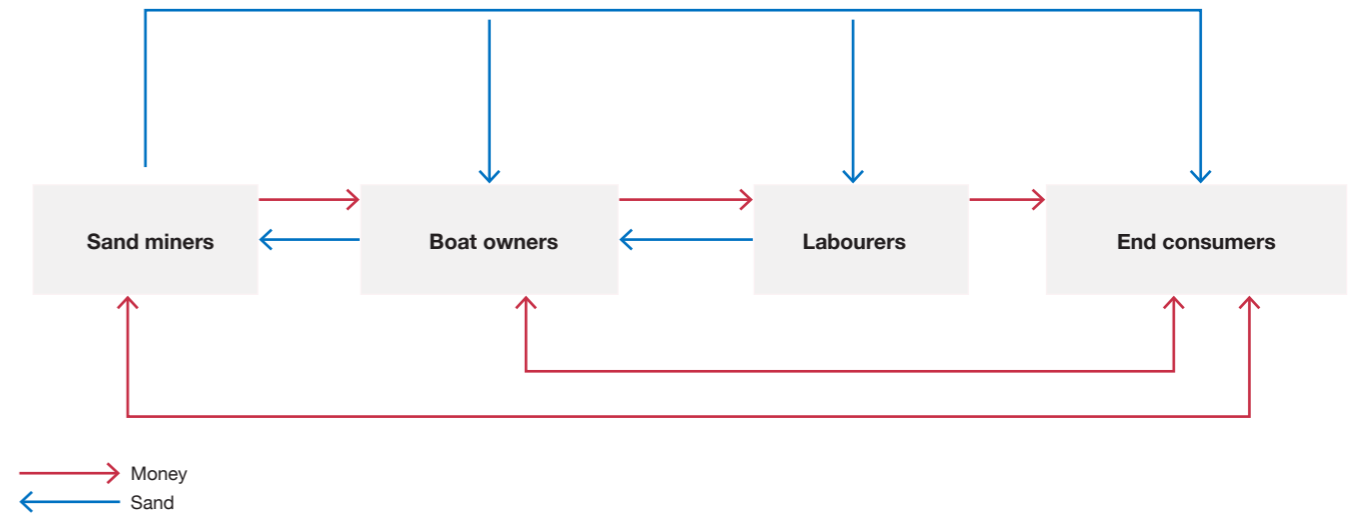 Sand miners
Boat owners
Labourers
End consumers
Money
Sand